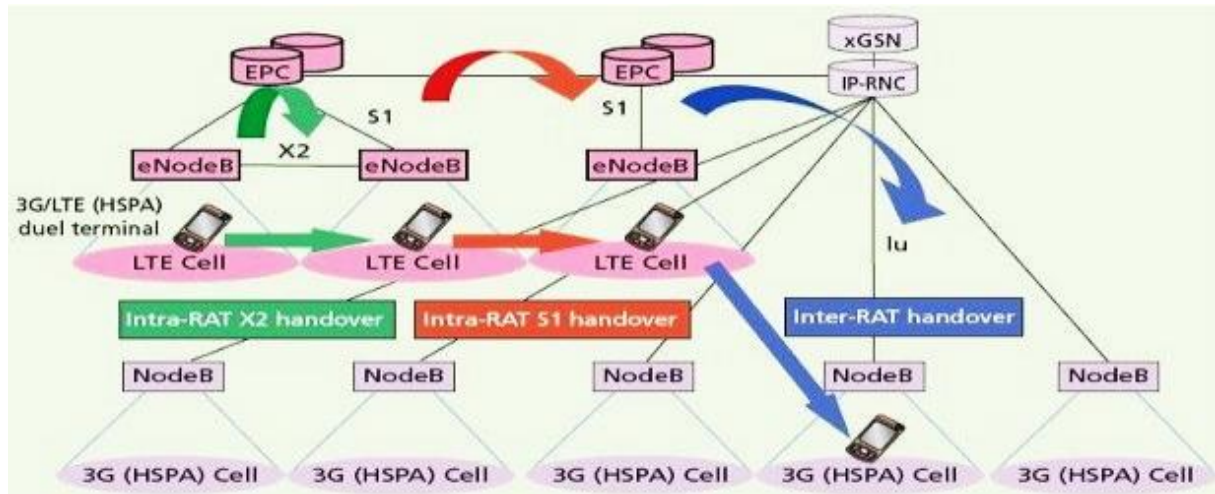 xGSN
EPC
EPC
IP-RNC
S1
S1
X2
eNodeB
eNodeB
eNodeB
3G/LTE (HSPA)
duel terminal
Iu
LTE Cell
LTE Cell
LTE Cell
Intra-RAT X2 handover
Intra-RAT S1 handover
Inter-RAT handover
NodeB
NodeB
NodeB
NodeB
NodeB
3G (HSPA) Cell
3G (HSPA) Cell
3G (HSPA) Cell
3G (HSPA) Cell
3G (HSPA) Cell